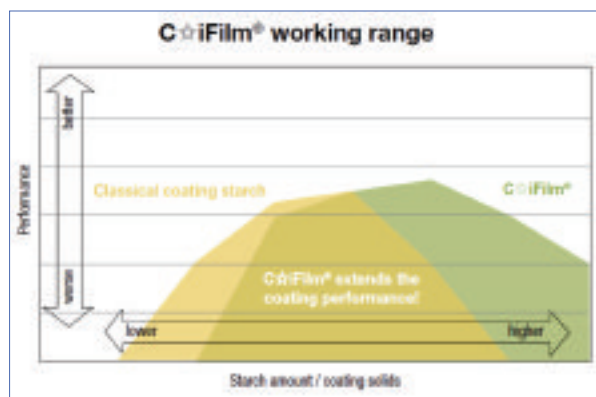 C☆iFilm® working range
better
Performance
worse
Classical coating starch
C☆iFilm®
C☆iFilm® extends the
coating performance!
lower
higher
Starch amount / coating solids